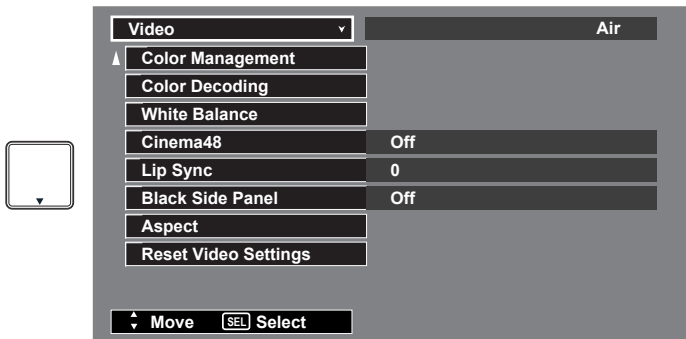 Video Air
Color Management
Color Decoding
White Balance
Cinema48 Off
Lip Sync 0
Black Side Panel Off
Aspect
Reset Video Settings
Move SEL Select